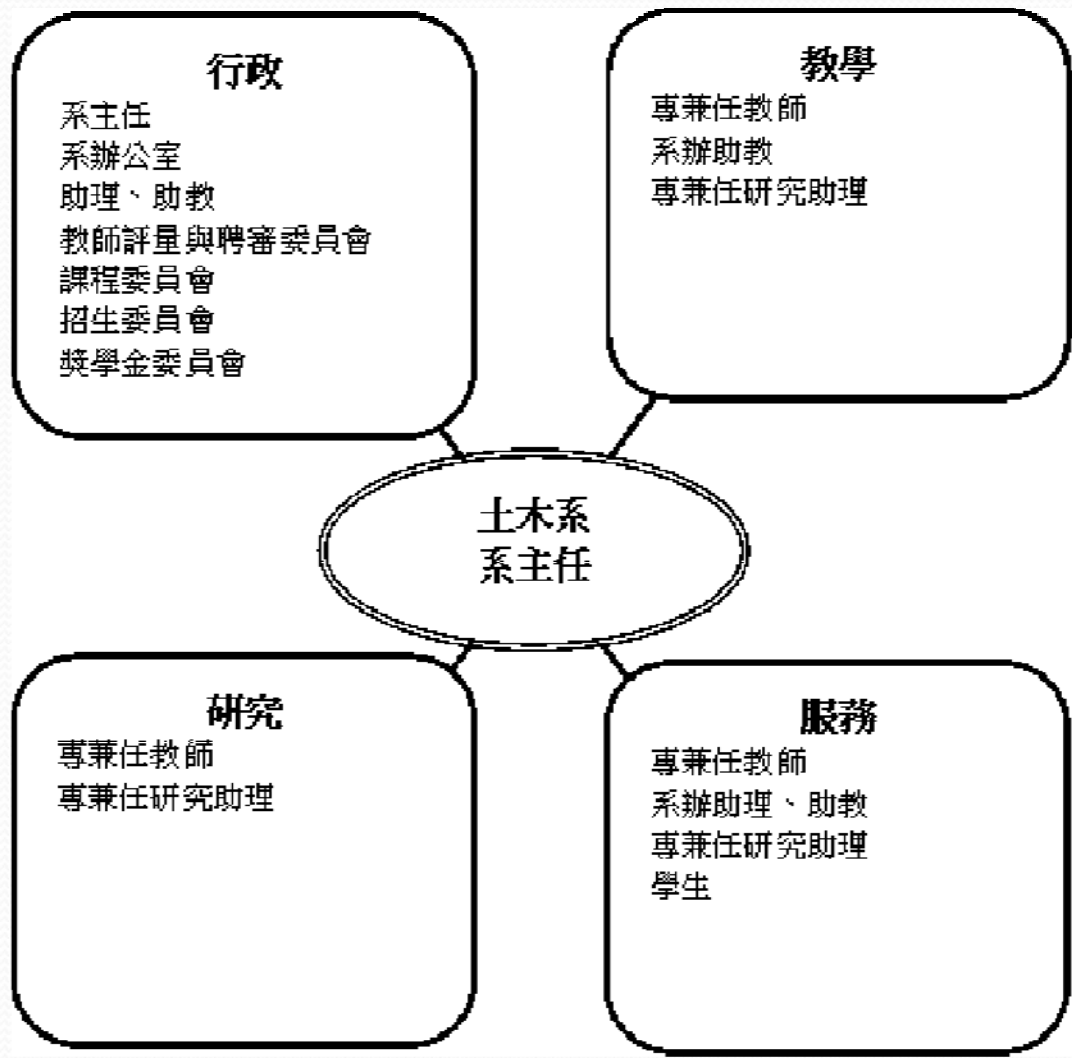 行政
系主任
系辦公室
助理、助教
教師評量與聘審委員會
課程委員會
招生委員會
獎學金委員會
教學
專兼任教師
系辦助教
專兼任研究助理
土木系
系主任
研究
專兼任教師
專兼任研究助理
服務
專兼任教師
系辦助理、助教
專兼任研究助理
學生